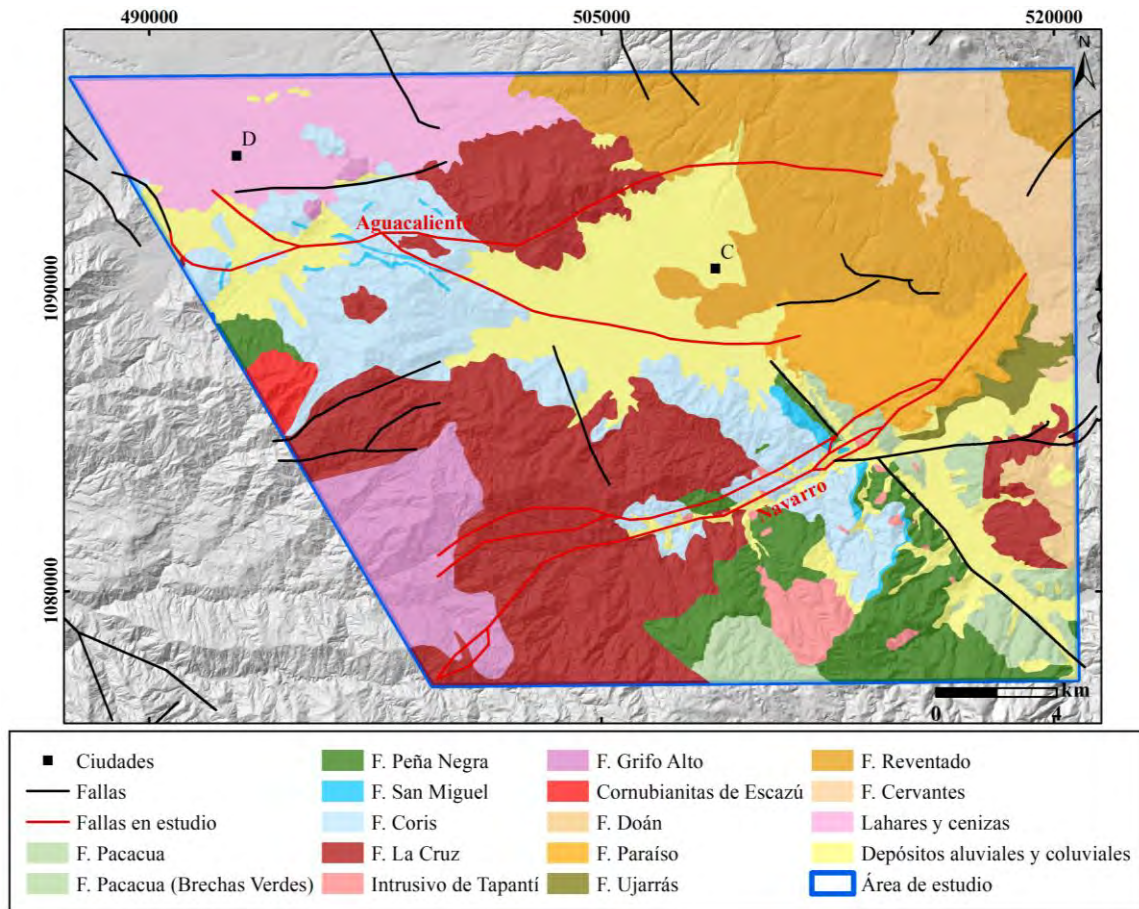 490000 505000 520000
N
D
Aguacaliente
C
1090000
Navarro
1080000
km
0 4
Ciudades
Fallas
Fallas en estudio
F. Pacacua
F. Pacacua (Brechas Verdes)
F. Peña Negra
F. San Miguel
F. Coris
F. La Cruz
Intrusivo de Tapantí
F. Grifo Alto
Cornubianitas de Escazú
F. Doán
F. Paraíso
F. Ujarrás
F. Reventado
F. Cervantes
Lahares y cenizas
Depósitos aluviales y coluviales
Área de estudio